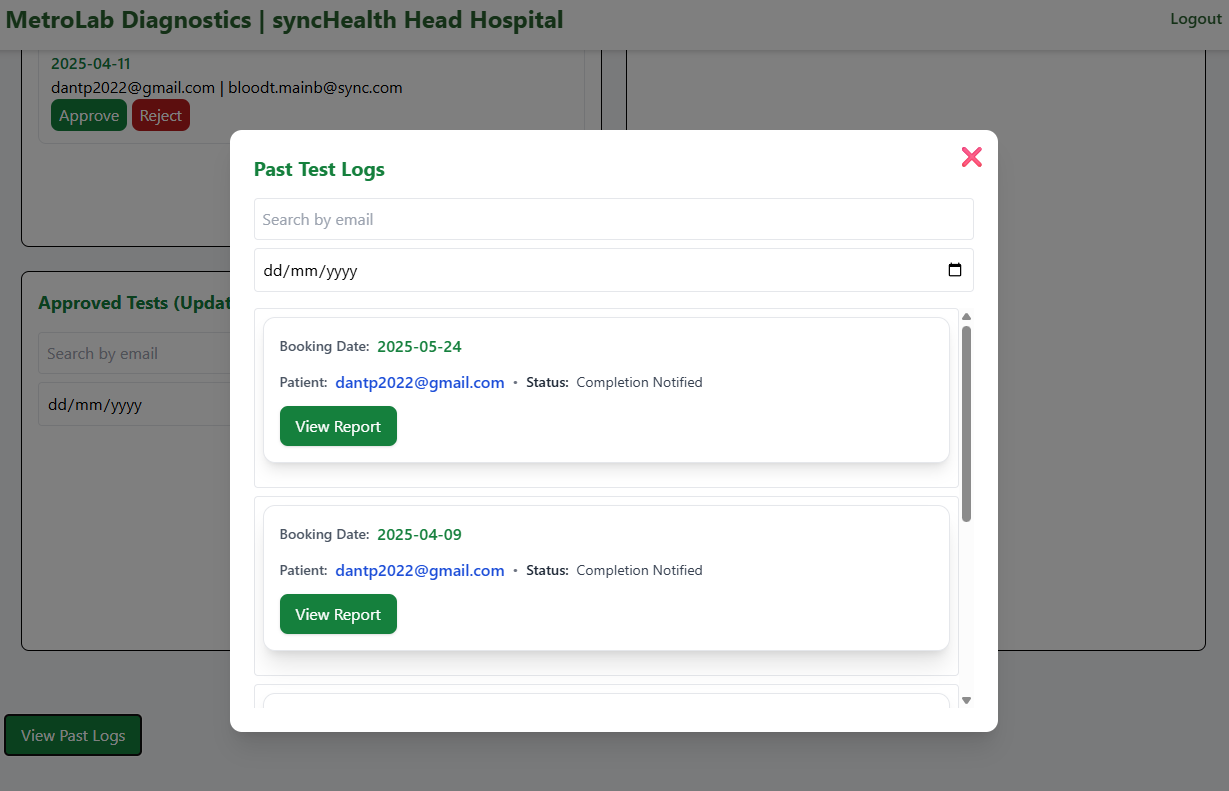 MetroLab Diagnostics | syncHealth Head Hospital
Logout
2025-04-11
dantp2022@gmail.com | bloodt.mainb@sync.com
Approve Reject
Approved Tests (Updat
Search by email
dd/mm/yyyy
View Past Logs
Past Test Logs
Search by email
dd/mm/yyyy
Booking Date: 2025-05-24
Patient: dantp2022@gmail.com • Status: Completion Notified
View Report
Booking Date: 2025-04-09
Patient: dantp2022@gmail.com • Status: Completion Notified
View Report